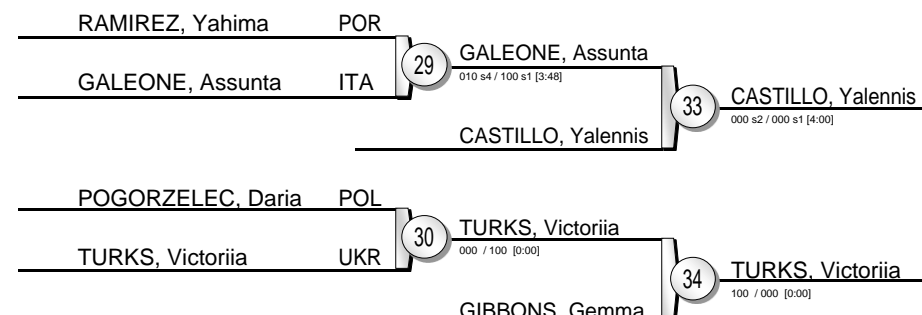 RAMIREZ, Yahima POR
29
GALEONE, Assunta
010 s4 / 100 s1 [3:48]
GALEONE, Assunta ITA
33
CASTILLO, Yalennis
000 s2 / 000 s1 [4:00]
CASTILLO, Yalennis
POGORZELEC, Daria POL
30
TURKS, Victoriia
000 / 100 [0:00]
TURKS, Victoriia UKR
34
TURKS, Victoriia
100 / 000 [0:00]
GIBBONS, Gemma